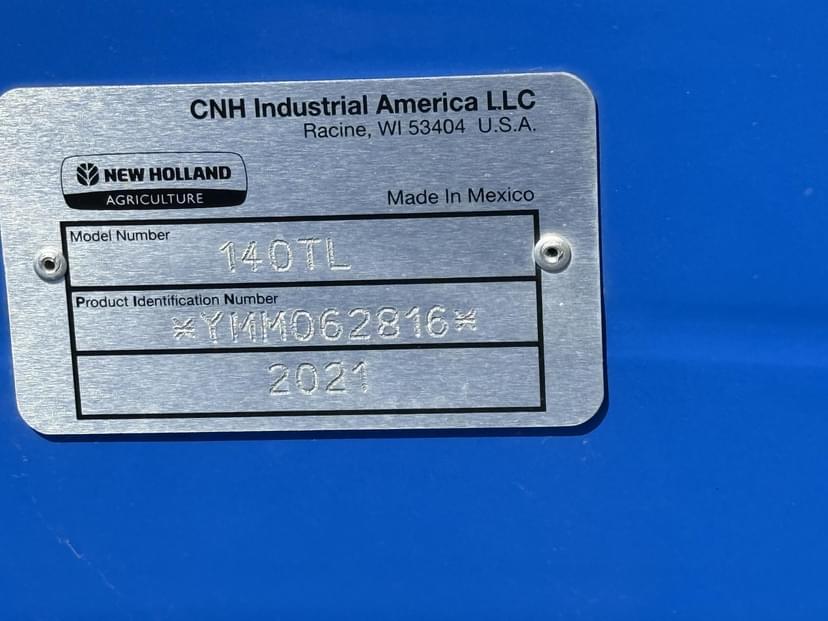 CNH Industrial America LLC
Racine, WI 53404 U.S.A.
NEW HOLLAND
AGRICULTURE
Made In Mexico
Model Number
140TL
Product Identification Number
*YMM062816*
2021